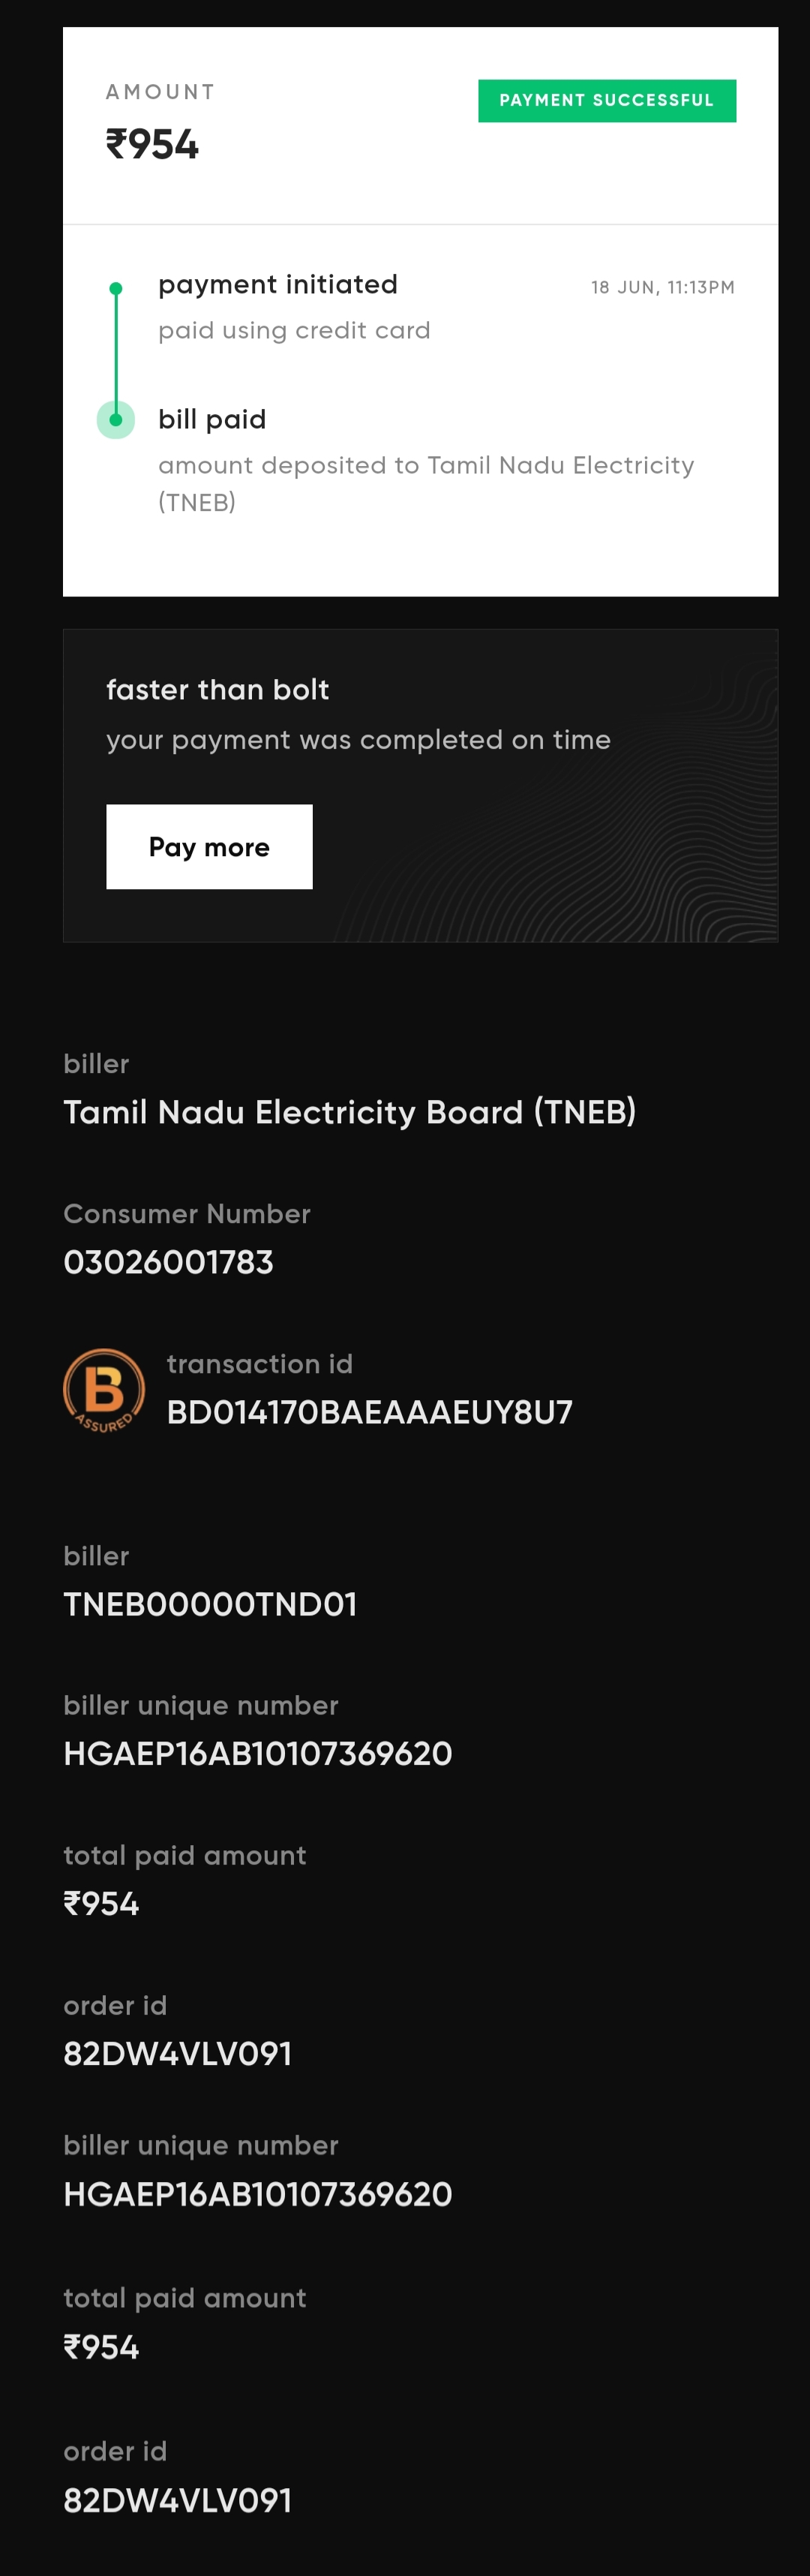 AMOUNT
₹954
PAYMENT SUCCESSFUL
payment initiated
18 JUN, 11:13PM
paid using credit card
bill paid
amount deposited to Tamil Nadu Electricity
(TNEB)
faster than bolt
your payment was completed on time
Pay more
biller
Tamil Nadu Electricity Board (TNEB)
Consumer Number
03026001783
B
ASSURED
transaction id
BD014170BAEAAAEUY8U7
biller
TNEB00000TND01
biller unique number
HGAEP16AB10107369620
total paid amount
₹954
order id
82DW4VLV091
biller unique number
HGAEP16AB10107369620
total paid amount
₹954
order id
82DW4VLV091